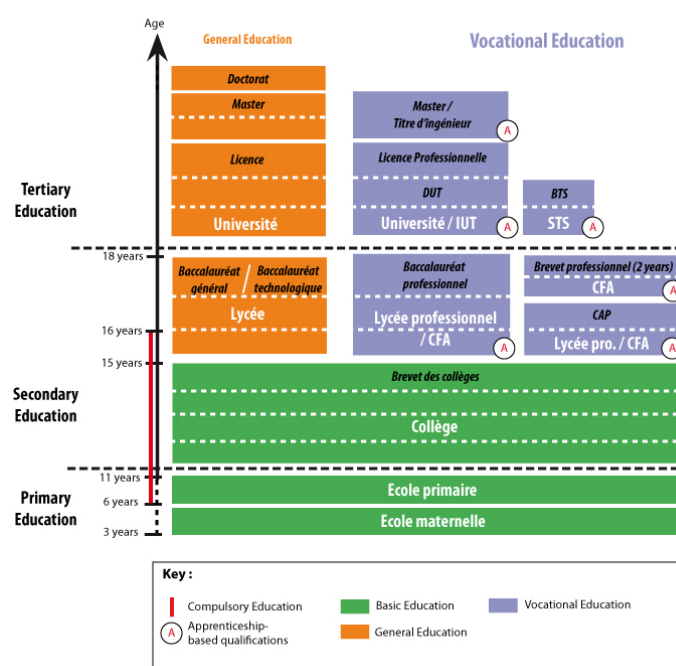 Age
General Education
Vocational Education
Doctorat
Master
Master /
Titre d'ingénieur
A
Licence
Licence Professionnelle
Tertiary
Education
DUT
BTS
Université
Université / IUT
A
STS
A
18 years
Baccalauréat
général
/
Baccalauréat
technologique
Baccalauréat
professionnel
Brevet professionnel (2 years)
CFA
A
Lycée
Lycée professionnel
/ CFA
A
CAP
Lycée pro. / CFA
A
16 years
15 years
Secondary
Education
Brevet des collèges
Collège
11 years
Primary
Education
Ecole primaire
6 years
Ecole maternelle
3 years
Key :
Compulsory Education
Basic Education
Vocational Education
A
Apprenticeship-
based qualifications
General Education